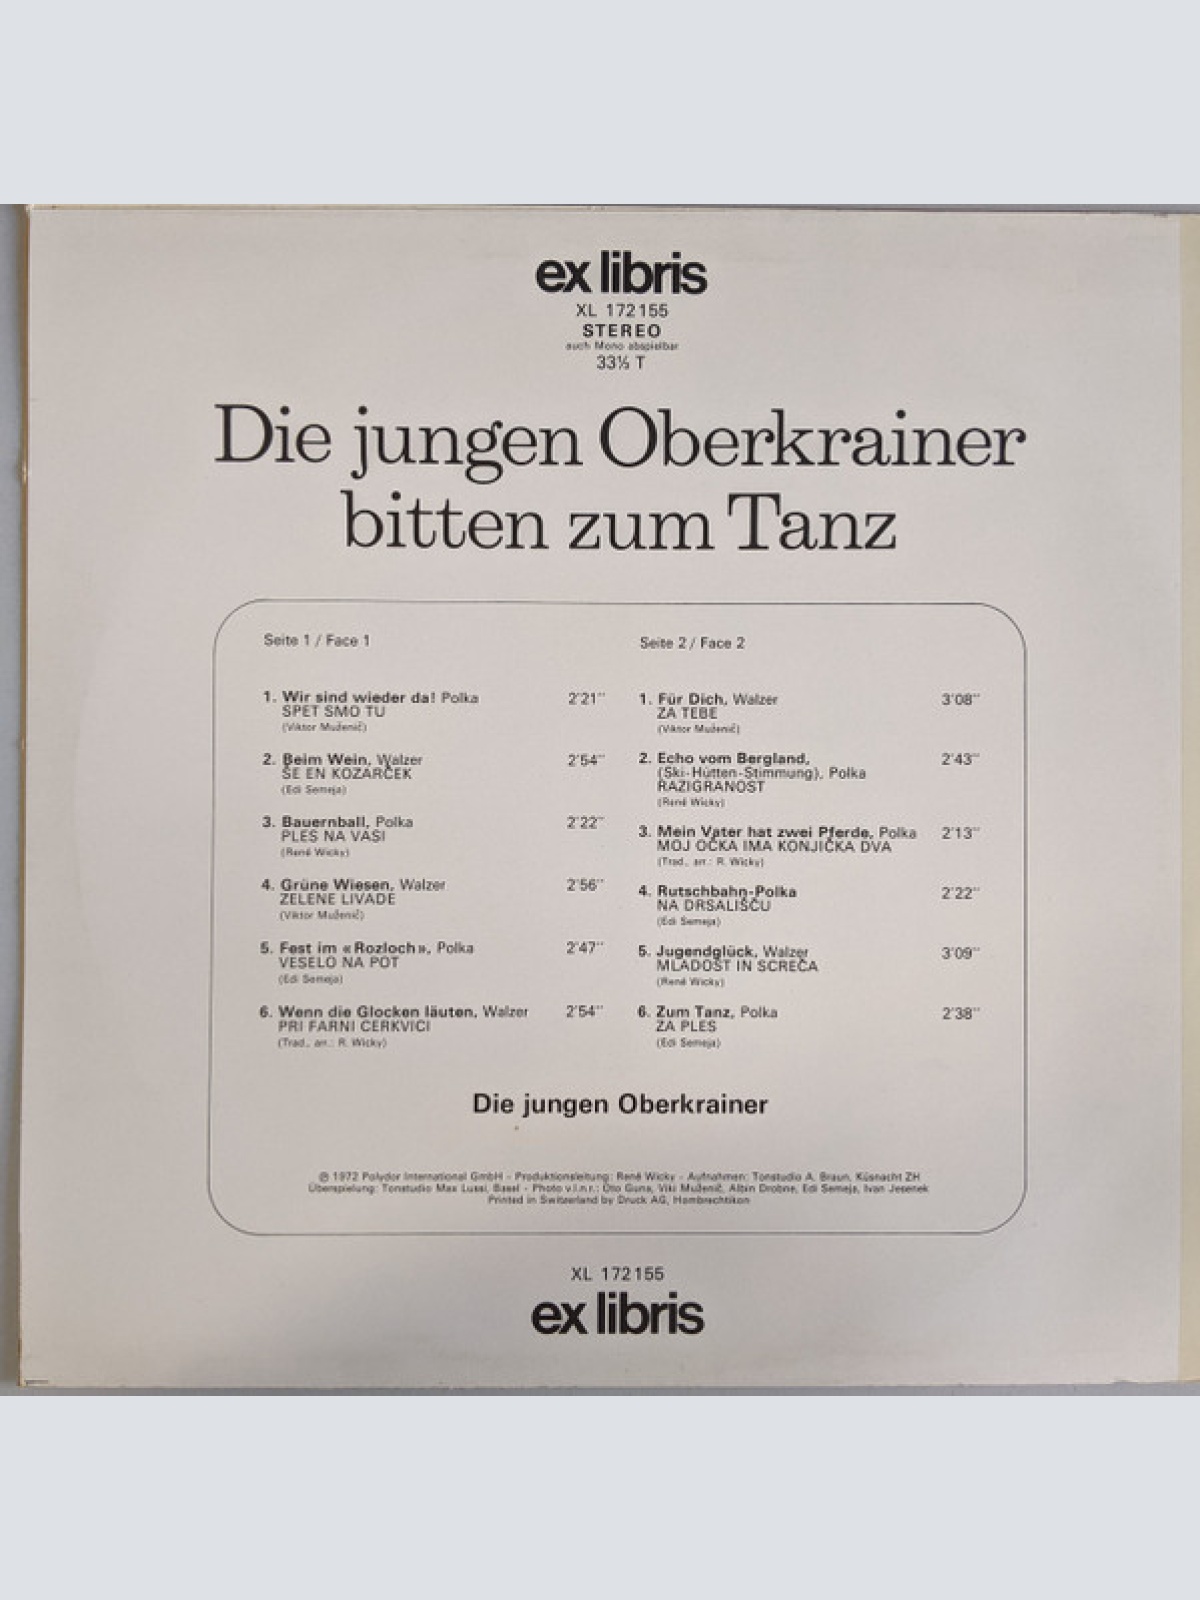 ex libris
XL 172155
STEREO
auch Mono abspielbar
33⅓ T
Die jungen Oberkrainer
bitten zum Tanz
Seite 1 / Face 1
1. Wir sind wieder da! Polka 2'21''
SPET SMO TU
(Viktor Muženič)
2. Beim Wein, Walzer 2'54''
ŠE EN KOZARČEK
(Edi Semeja)
3. Bauernball, Polka 2'22''
PLES NA VASI
(René Wicky)
4. Grüne Wiesen, Walzer 2'56''
ZELENE LIVADE
(Viktor Muženič)
5. Fest im «Rozloch», Polka 2'47''
VESELO NA POT
(Edi Semeja)
6. Wenn die Glocken läuten, Walzer 2'54''
PRI FARNI CERKVICI
(Trad., arr.: R. Wicky)
Seite 2 / Face 2
1. Für Dich, Walzer 3'08''
ZA TEBE
(Viktor Muženič)
2. Echo vom Bergland, 2'43''
(Ski-Hütten-Stimmung), Polka
RAZIGRANOST
(René Wicky)
3. Mein Vater hat zwei Pferde, Polka 2'13''
MOJ OČKA IMA KONJIČKA DVA
(Trad., arr.: R. Wicky)
4. Rutschbahn-Polka 2'22''
NA DRSALIŠČU
(Edi Semeja)
5. Jugendglück, Walzer 3'09''
MLADOST IN SCREČA
(René Wicky)
6. Zum Tanz, Polka 2'38''
ZA PLES
(Edi Semeja)
Die jungen Oberkrainer
℗ 1972 Polydor International GmbH - Produktionsleitung: René Wicky - Aufnahmen: Tonstudio A. Braun, Küsnacht ZH
Überspielung: Tonstudio Max Lussi, Basel - Photo v.l.n.r.: Oto Guns, Viki Muženič, Albin Drobne, Edi Semeja, Ivan Jesenek
Printed in Switzerland by Druck AG, Hombrechtikon
XL 172155
ex libris